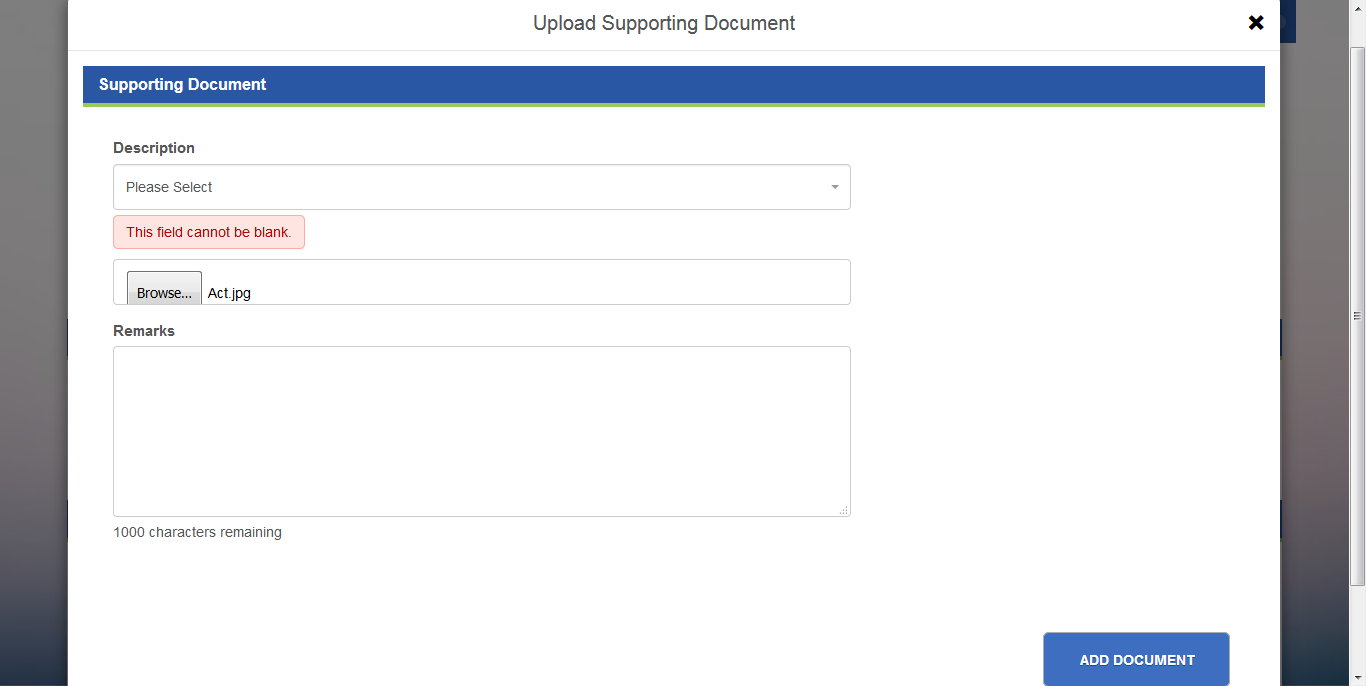 Upload Supporting Document
Supporting Document
Description
Please Select
This field cannot be blank.
Browse... Act.jpg
Remarks
1000 characters remaining
ADD DOCUMENT